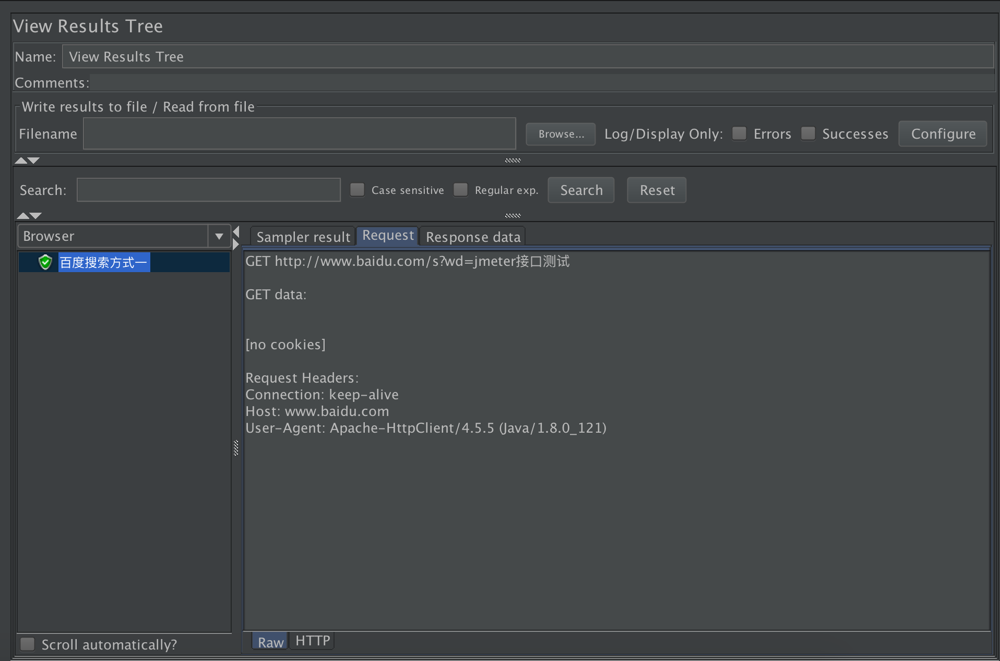 View Results Tree
Name: View Results Tree
Comments:
Write results to file / Read from file
Filename Browse... Log/Display Only: Errors Successes Configure
Search: Case sensitive Regular exp. Search Reset
Browser Sampler result Request Response data
百度搜索方式一
GET http://www.baidu.com/s?wd=jmeter接口测试
GET data:
[no cookies]
Request Headers:
Connection: keep-alive
Host: www.baidu.com
User-Agent: Apache-HttpClient/4.5.5 (Java/1.8.0_121)
Raw HTTP
Scroll automatically?